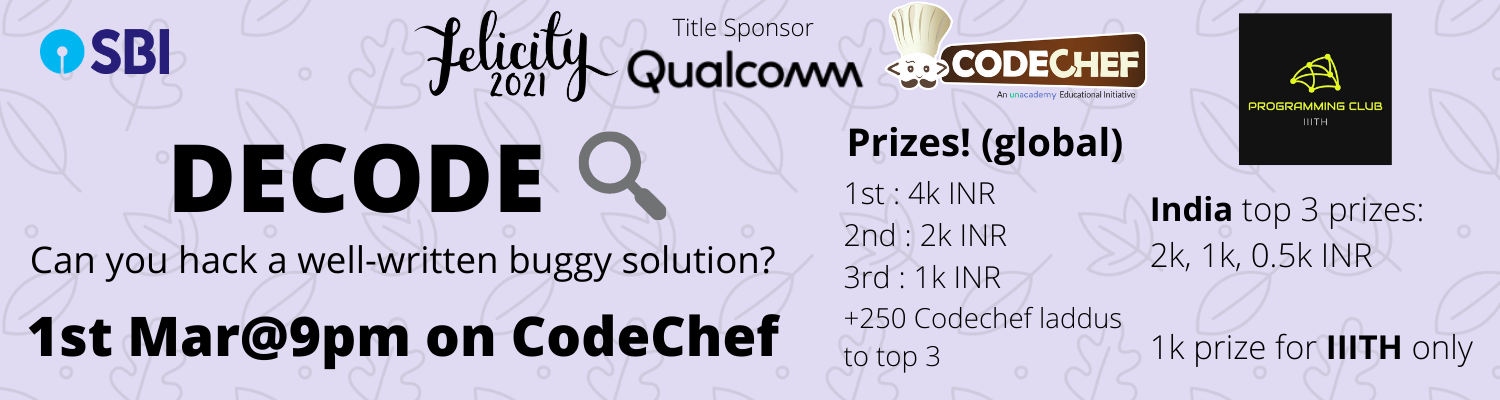 SBI
Felicity
2021
Title Sponsor
Qualcomm
CODECHEF
An unacademy Educational Initiative
PROGRAMMING CLUB
IIITH
DECODE
Can you hack a well-written buggy solution?
1st Mar@9pm on CodeChef
Prizes! (global)
1st : 4k INR
2nd : 2k INR
3rd : 1k INR
+250 Codechef laddus
to top 3
India top 3 prizes:
2k, 1k, 0.5k INR
1k prize for IIITH only